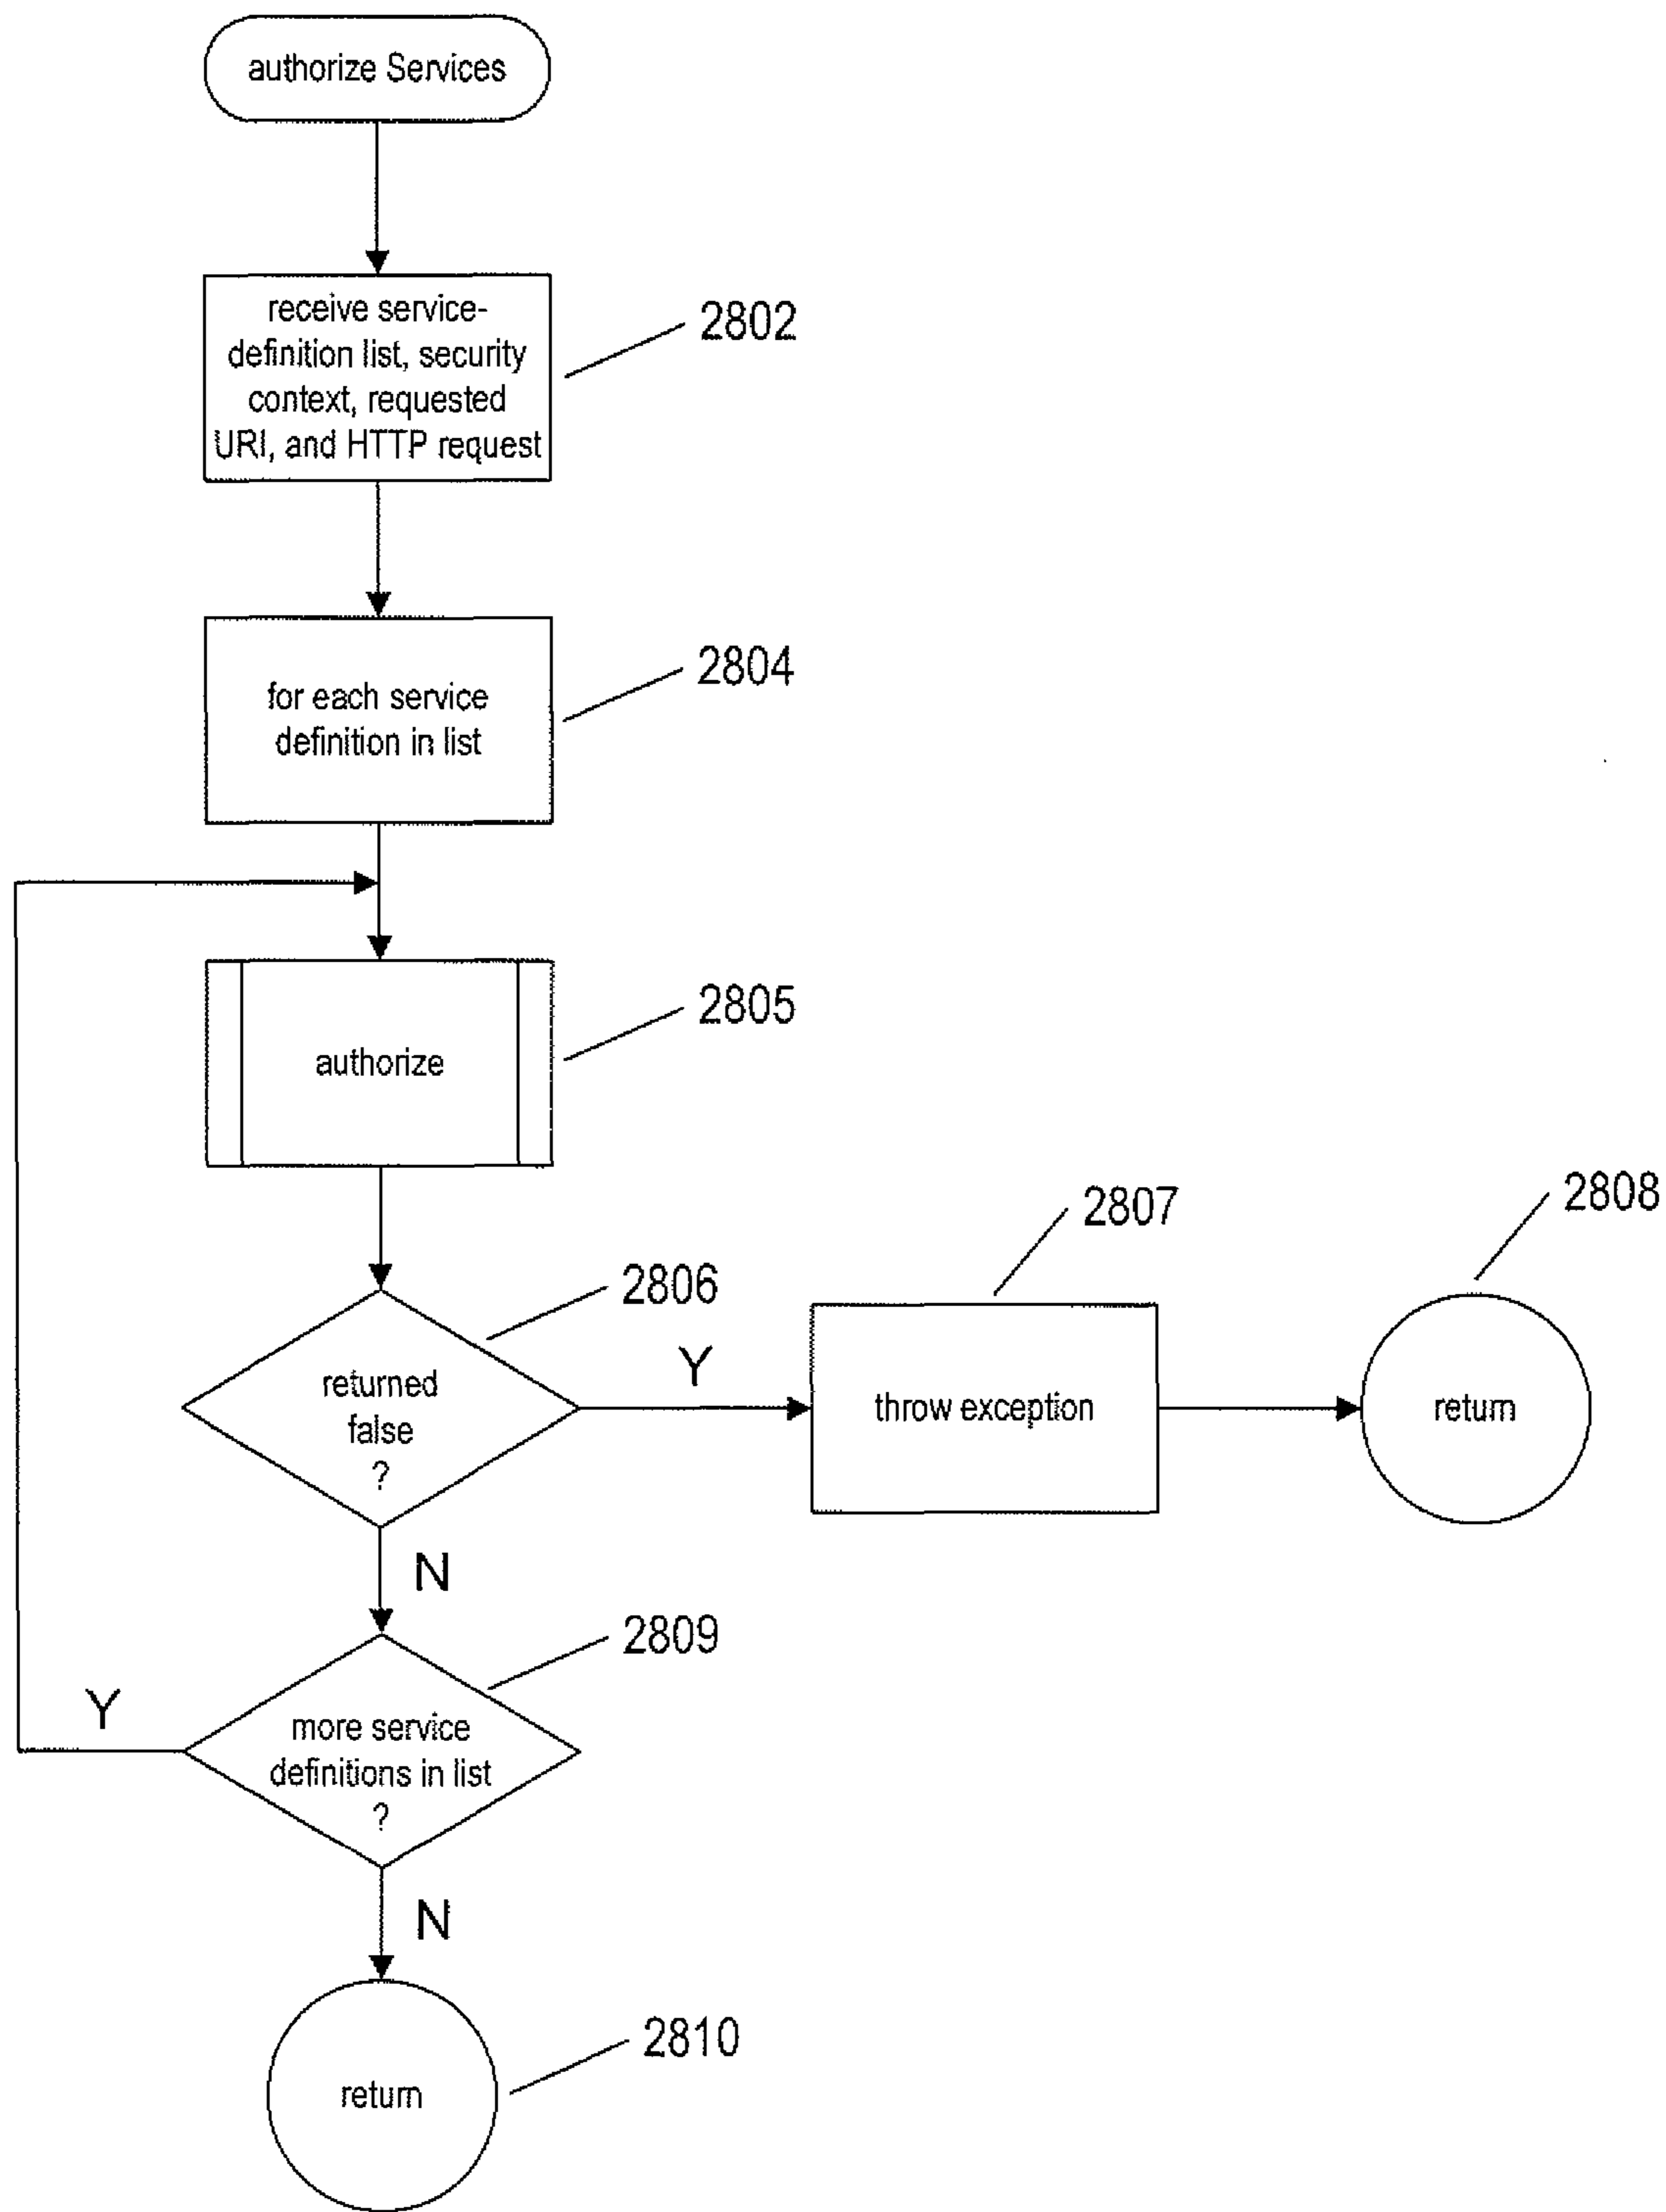 authorize Services
receive service-
definition list, security
context, requested
URI, and HTTP request
2802
for each service
definition in list
2804
authorize
2805
returned
false
?
2806
Y
N
throw exception
2807
return
2808
more service
definitions in list
?
2809
Y
N
return
2810